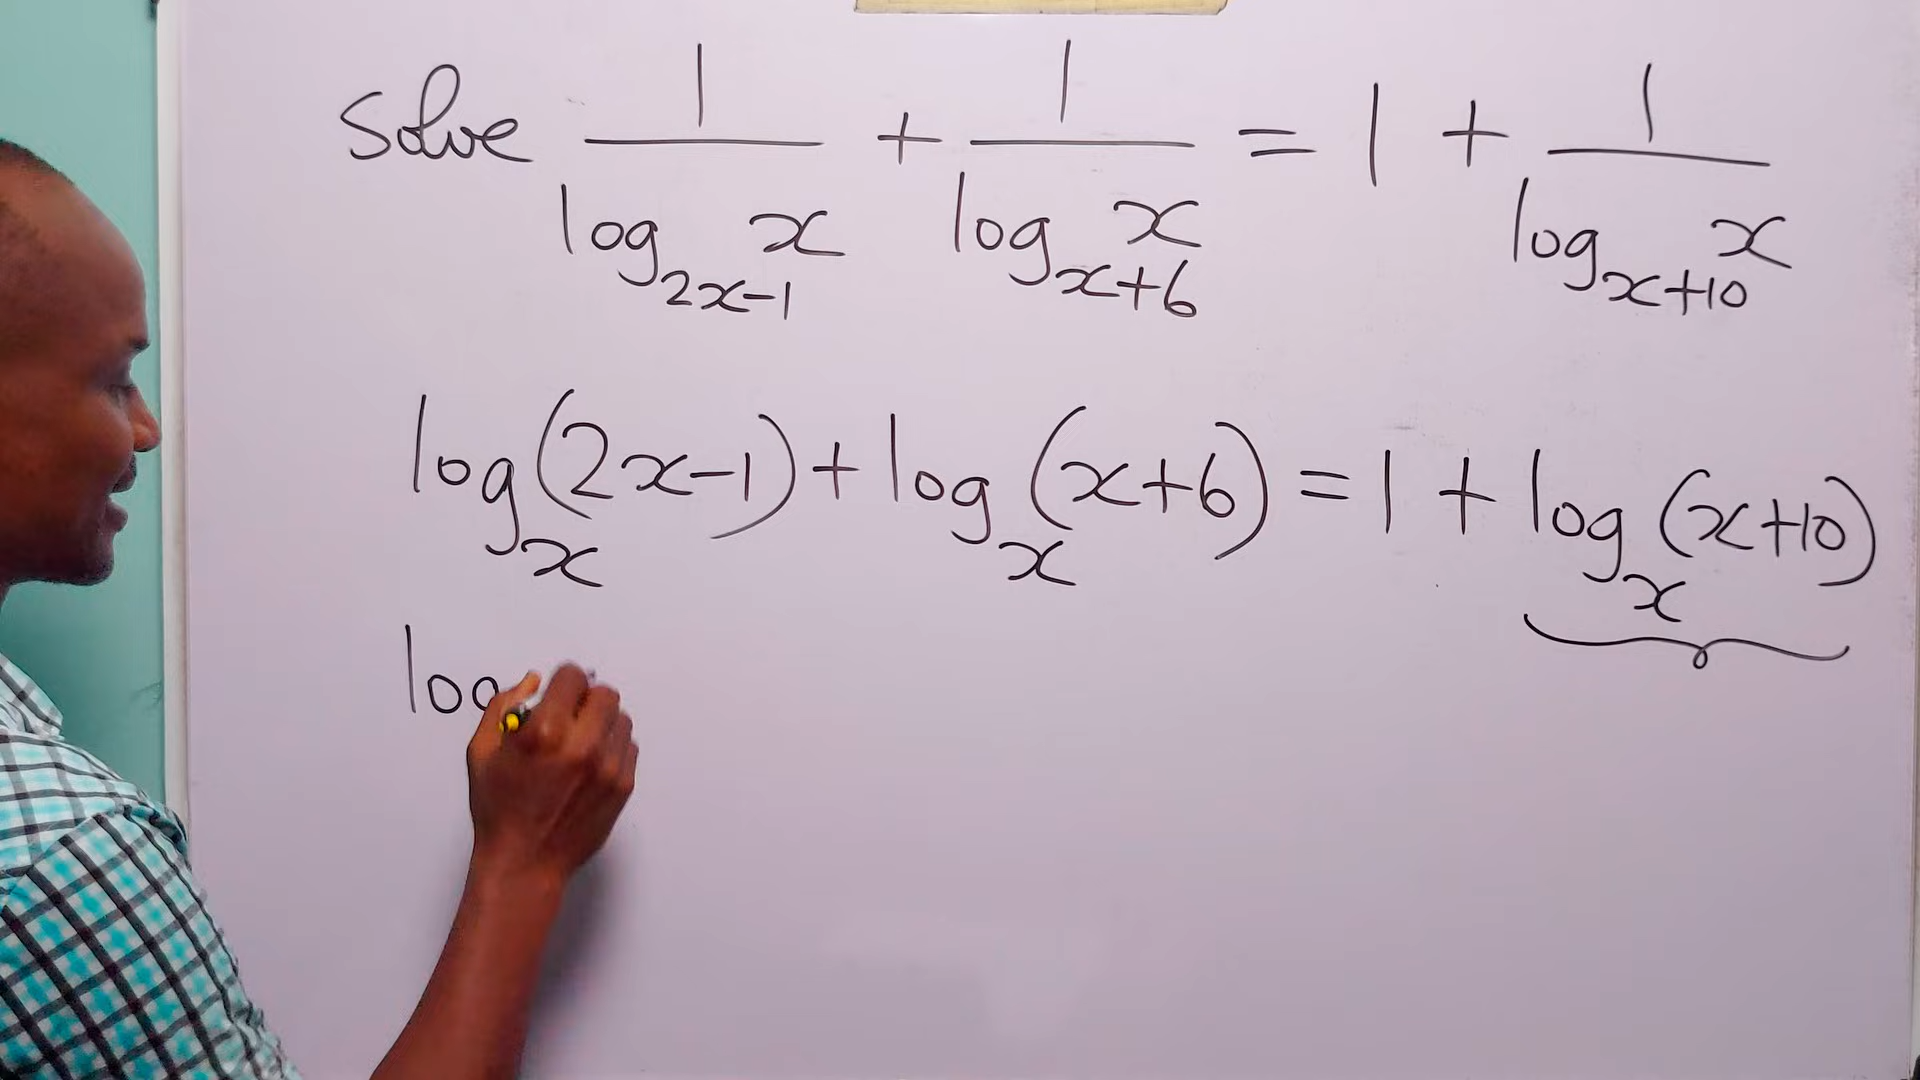 Solve 1/log_{2x-1} x + 1/log_{x+6} x = 1 + 1/log_{x+10} x
log_x (2x-1) + log_x (x+6) = 1 + log_x (x+10)
log